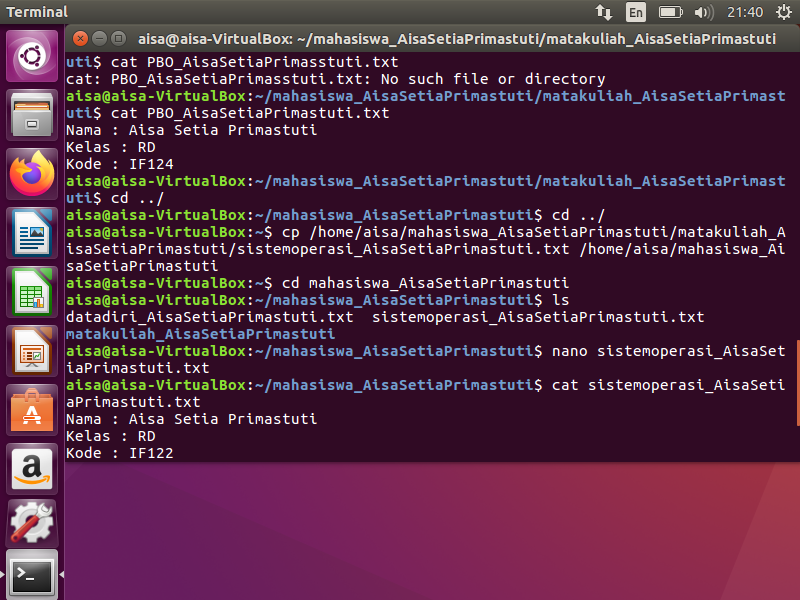 Terminal
En
21:40
aisa@aisa-VirtualBox: ~/mahasiswa_AisaSetiaPrimastuti/matakuliah_AisaSetiaPrimastuti
uti$ cat PBO_AisaSetiaPrimasstuti.txt
cat: PBO_AisaSetiaPrimasstuti.txt: No such file or directory
aisa@aisa-VirtualBox:~/mahasiswa_AisaSetiaPrimastuti/matakuliah_AisaSetiaPrimast
uti$ cat PBO_AisaSetiaPrimastuti.txt
Nama : Aisa Setia Primastuti
Kelas : RD
Kode : IF124
aisa@aisa-VirtualBox:~/mahasiswa_AisaSetiaPrimastuti/matakuliah_AisaSetiaPrimast
uti$ cd ../
aisa@aisa-VirtualBox:~/mahasiswa_AisaSetiaPrimastuti$ cd ../
aisa@aisa-VirtualBox:~$ cp /home/aisa/mahasiswa_AisaSetiaPrimastuti/matakuliah_A
isaSetiaPrimastuti/sistemoperasi_AisaSetiaPrimastuti.txt /home/aisa/mahasiswa_Ai
saSetiaPrimastuti
aisa@aisa-VirtualBox:~$ cd mahasiswa_AisaSetiaPrimastuti
aisa@aisa-VirtualBox:~/mahasiswa_AisaSetiaPrimastuti$ ls
datadiri_AisaSetiaPrimastuti.txt  sistemoperasi_AisaSetiaPrimastuti.txt
matakuliah_AisaSetiaPrimastuti
aisa@aisa-VirtualBox:~/mahasiswa_AisaSetiaPrimastuti$ nano sistemoperasi_AisaSet
iaPrimastuti.txt
aisa@aisa-VirtualBox:~/mahasiswa_AisaSetiaPrimastuti$ cat sistemoperasi_AisaSeti
aPrimastuti.txt
Nama : Aisa Setia Primastuti
Kelas : RD
Kode : IF122